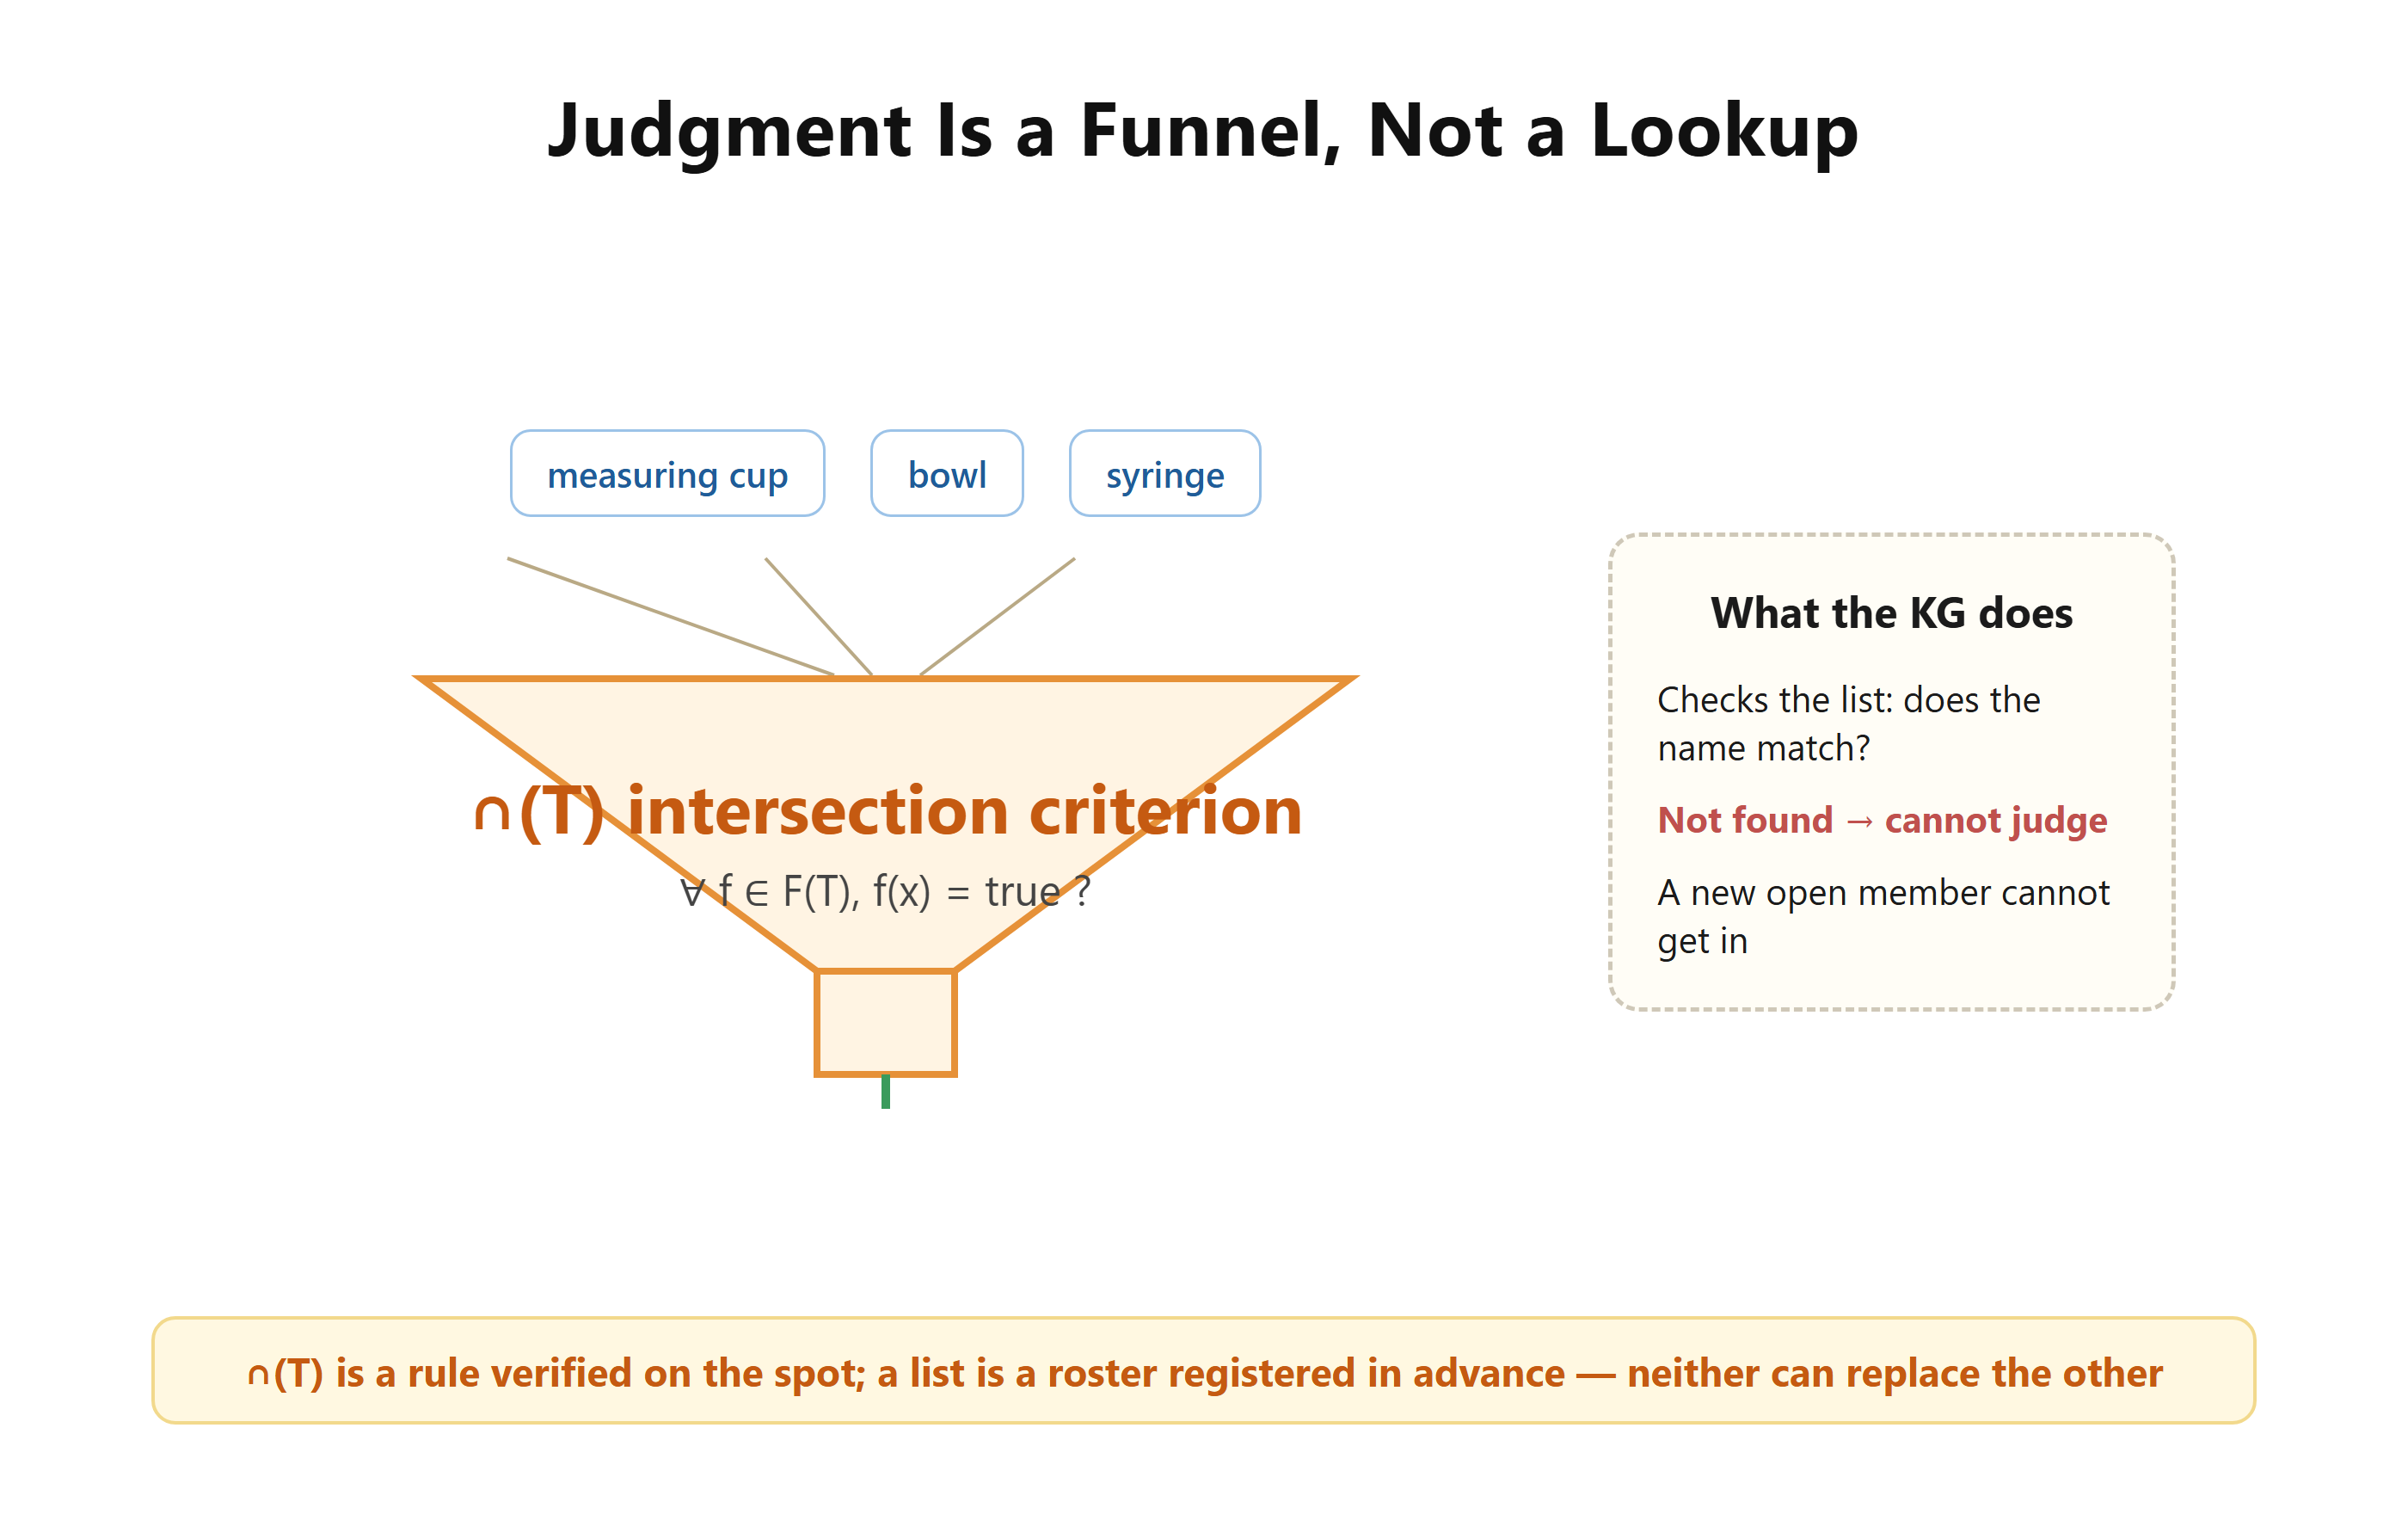 Judgment Is a Funnel, Not a Lookup
measuring cup
bowl
syringe
∩(T) intersection criterion
∀ f ∈ F(T), f(x) = true ?
What the KG does
Checks the list: does the
name match?
Not found → cannot judge
A new open member cannot
get in
∩(T) is a rule verified on the spot; a list is a roster registered in advance — neither can replace the other